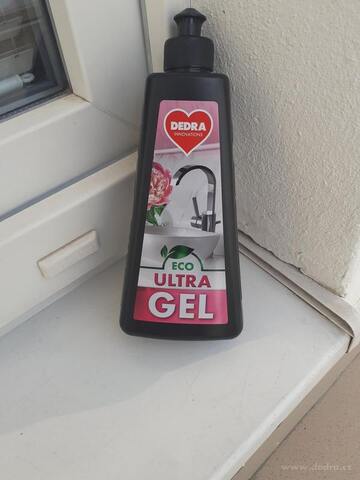 DEDRA
INNOVATIONS
ECO
ULTRA
GEL
www.dedra.cz